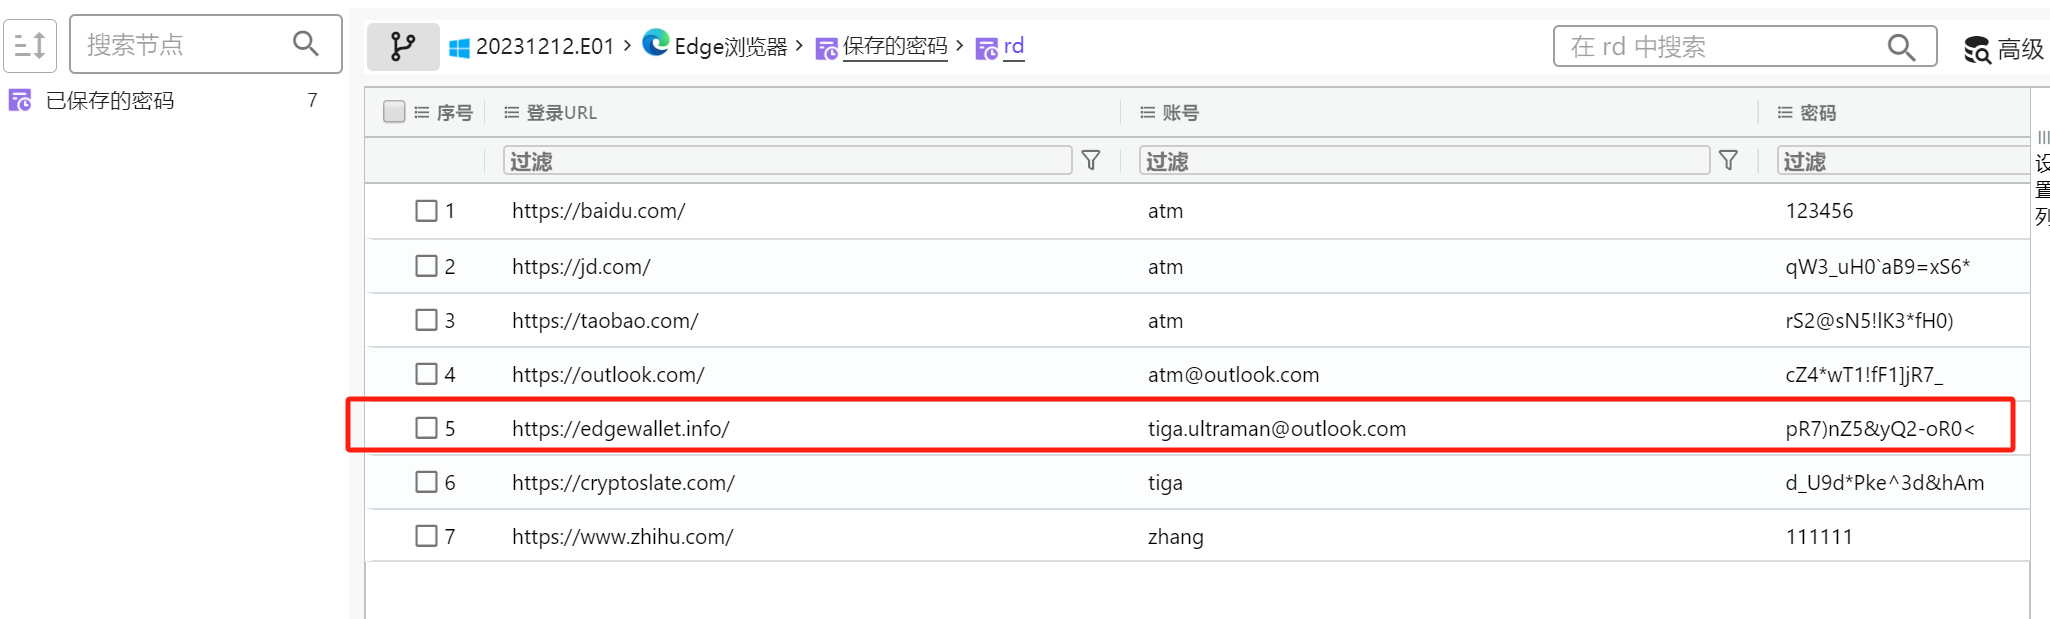 搜索节点
已保存的密码 7
20231212.E01 > Edge浏览器 > 保存的密码 > rd
在 rd 中搜索
高级
序号 登录URL 账号 密码
过滤 过滤 过滤
1 https://baidu.com/ atm 123456
2 https://jd.com/ atm qW3_uH0`aB9=xS6*
3 https://taobao.com/ atm rS2@sN5!lK3*fH0)
4 https://outlook.com/ atm@outlook.com cZ4*wT1!fF1]jR7_
5 https://edgewallet.info/ tiga.ultraman@outlook.com pR7)nZ5&yQ2-oR0<
6 https://cryptoslate.com/ tiga d_U9d*Pke^3d&hAm
7 https://www.zhihu.com/ zhang 111111
设
置
列